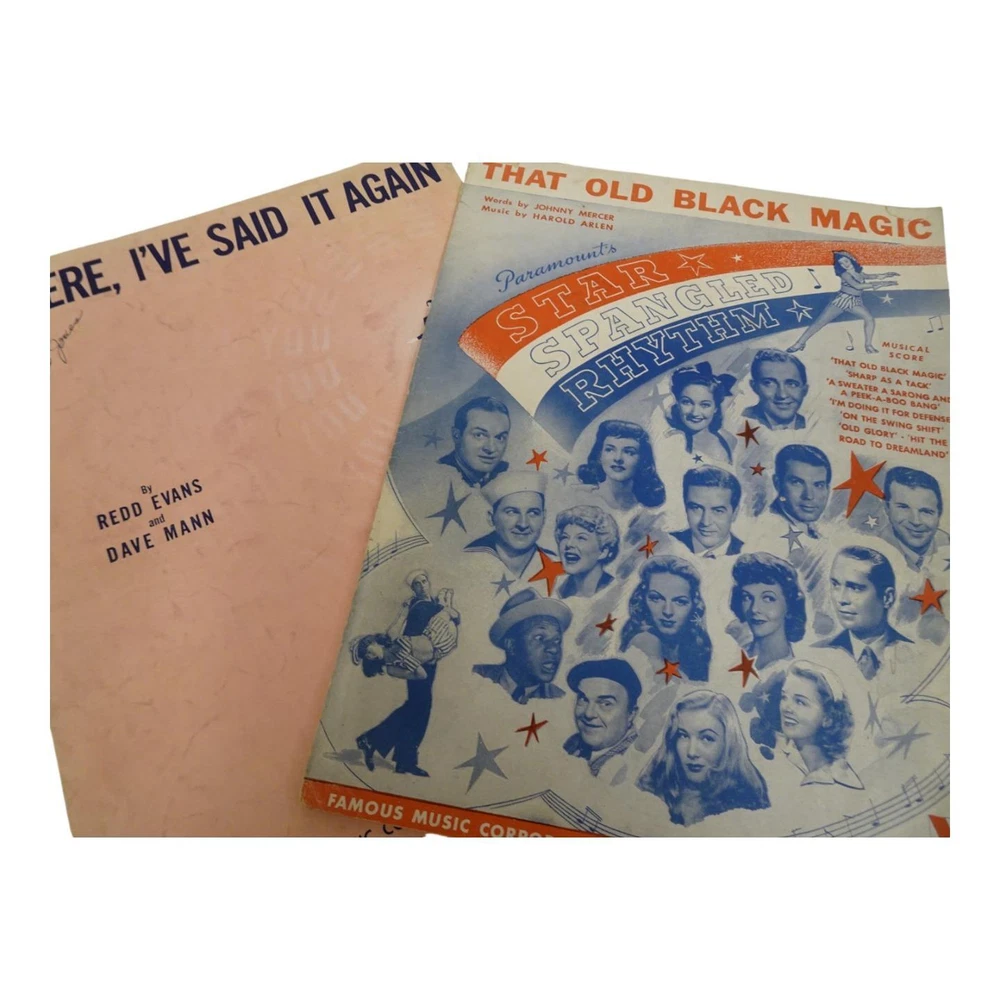 ERE, I'VE SAID IT AGAIN
Jones
By
REDD EVANS
and
DAVE MANN
THAT OLD BLACK MAGIC
Words by JOHNNY MERCER
Music by HAROLD ARLEN
Paramount's
STAR
SPANGLED
RHYTHM
MUSICAL
SCORE
"THAT OLD BLACK MAGIC"
"SHARP AS A TACK"
"A SWEATER A SARONG AND
A PEEK-A-BOO BANG"
"I'M DOING IT FOR DEFENSE
"ON THE SWING SHIFT"
"OLD GLORY" - "HIT THE
ROAD TO DREAMLAND"
FAMOUS MUSIC CORPO